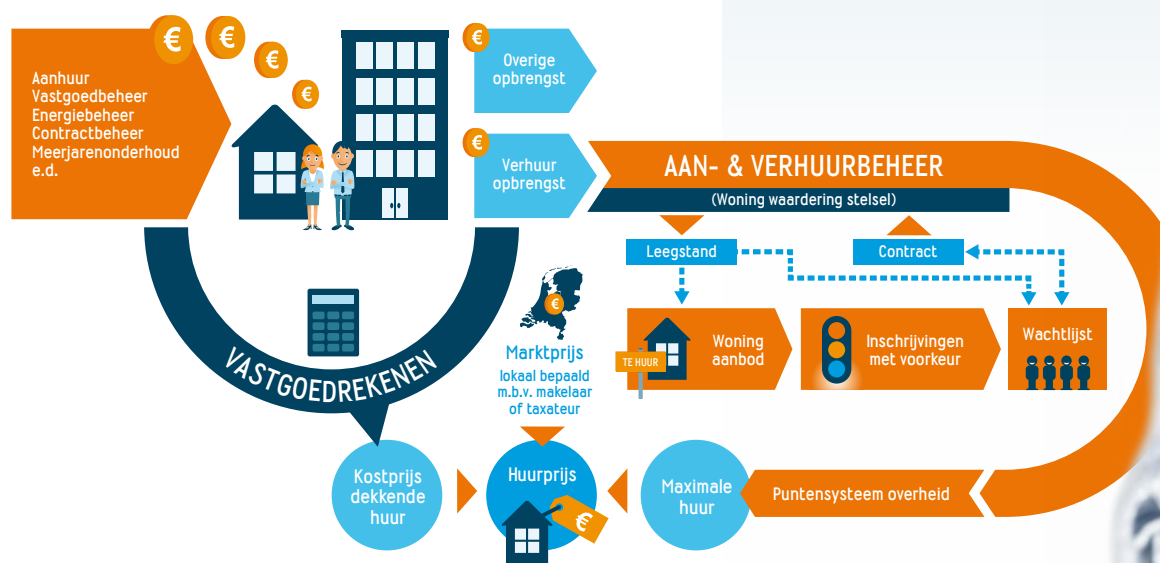 Aanhuur
Vastgoedbeheer
Energiebeheer
Contractbeheer
Meerjarenonderhoud
e.d.
€
€
€
€
€
Overige
opbrengst
€
Verhuur
opbrengst
AAN- & VERHUURBEHEER
(Woning waardering stelsel)
Leegstand
Contract
TE HUUR
Woning
aanbod
Inschrijvingen
met voorkeur
Wachtlijst
VASTGOEDREKENEN
€
Marktprijs
lokaal bepaald
m.b.v. makelaar
of taxateur
Kostprijs
dekkende
huur
Huurprijs
€
Maximale
huur
Puntensysteem overheid